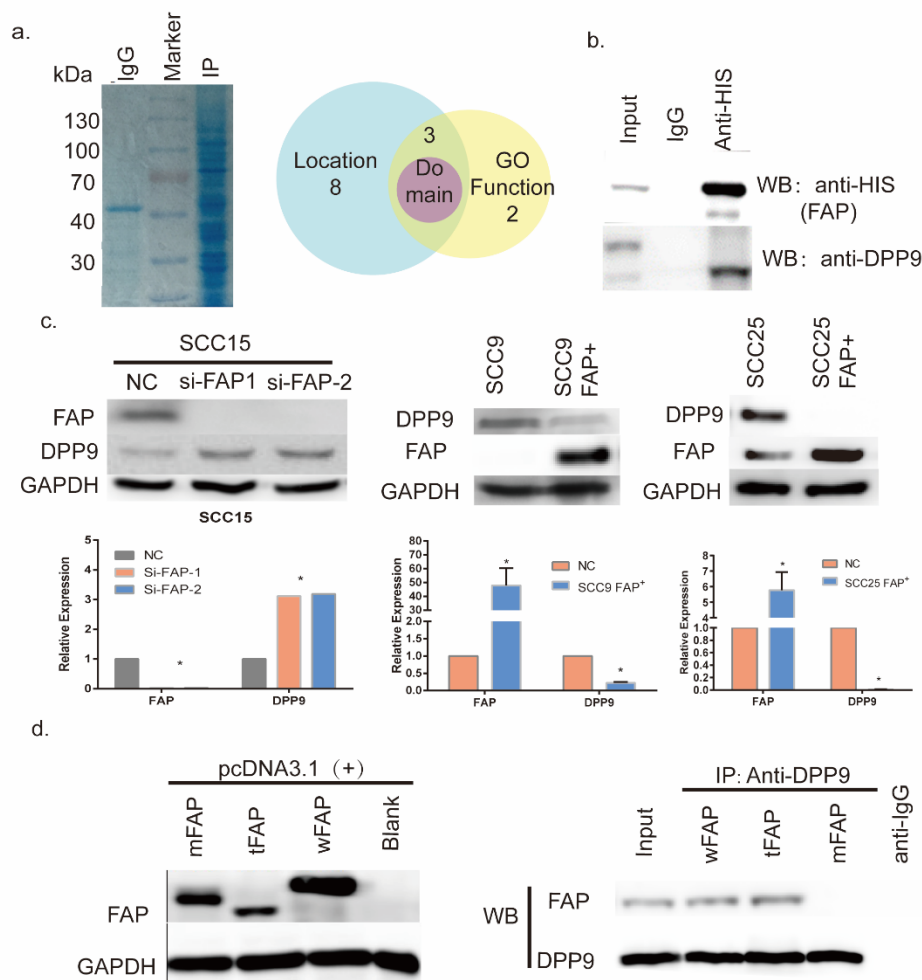 a.
kDa
IgG
Marker
IP
130
100
70
40
30
Location
8
3
Do
main
GO
Function
2
b.
Input
IgG
Anti-HIS
WB: anti-HIS
(FAP)
WB: anti-DPP9
c.
SCC15
NC si-FAP1 si-FAP-2
FAP
DPP9
GAPDH
SCC9
SCC9
FAP+
DPP9
FAP
GAPDH
SCC25
SCC25
FAP+
DPP9
FAP
GAPDH
SCC15
Relative Expression
5
4
3
2
1
0
NC
Si-FAP-1
Si-FAP-2
*
*
FAP DPP9
Relative Expression
80
70
60
50
40
30
20
1.0
0.5
0.0
NC
SCC9 FAP+
*
*
FAP DPP9
Relative Expression
8
7
6
5
4
3
2
1.0
0.8
0.6
0.4
0.2
0.0
NC
SCC25 FAP+
*
*
FAP DPP9
d.
pcDNA3.1 (+)
mFAP
tFAP
wFAP
Blank
FAP
GAPDH
IP: Anti-DPP9
Input
wFAP
tFAP
mFAP
anti-IgG
WB
FAP
DPP9